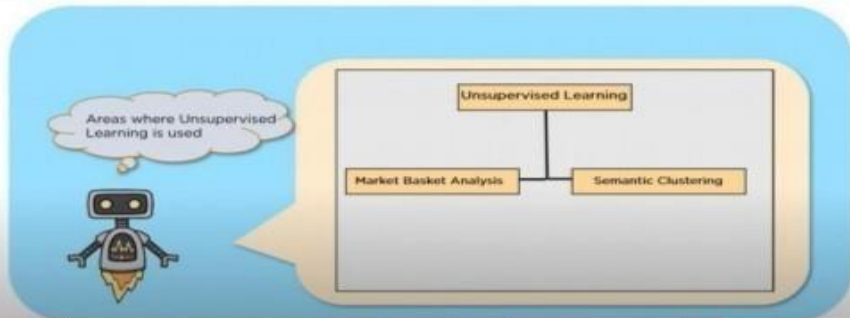 Areas where Unsupervised
Learning is used
Unsupervised Learning
Market Basket Analysis
Semantic Clustering